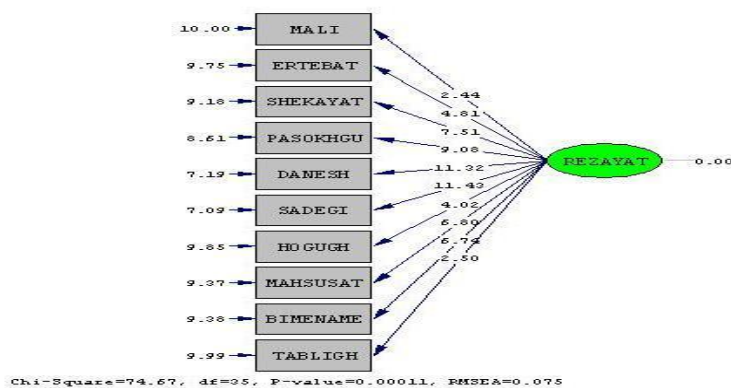 10.00 MALI
9.75 ERTEBAT
9.18 SHEKAYAT
8.61 PASOKHGU
7.19 DANESH
7.09 SADEGI
9.85 HOGUGH
9.37 MAHSUSAT
9.38 BIMENAME
9.99 TABLIGH
2.44
4.81
7.51
9.08
11.32
11.43
4.02
6.80
6.74
2.50
REZAYAT 0.00
Chi-Square=74.67, df=35, P-value=0.00011, RMSEA=0.075